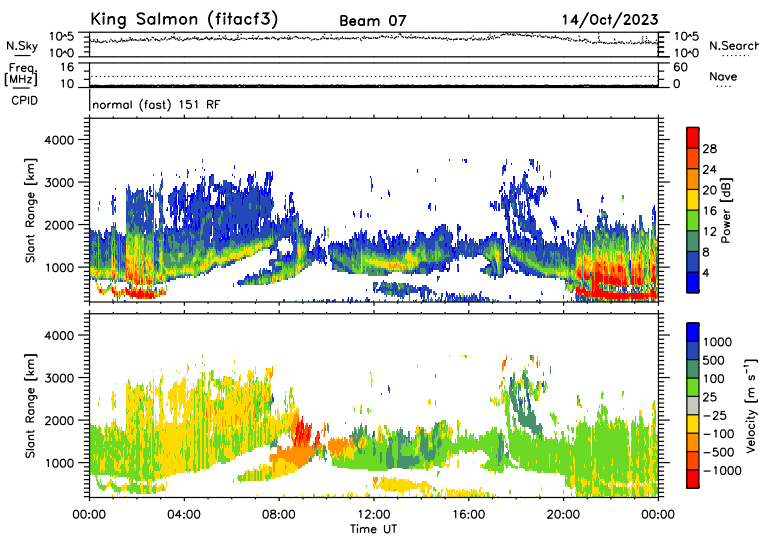 King Salmon (fitacf3) Beam 07 14/Oct/2023
N.Sky 10^5 10^0 10^5 10^0 N.Search
Freq [MHz] 16 10 60 0 Nave
CPID normal (fast) 151 RF
Slant Range [km] 4000 3000 2000 1000
Power [dB] 28 24 20 16 12 8 4
Slant Range [km] 4000 3000 2000 1000
Velocity [m s⁻¹] 1000 500 100 25 −25 −100 −500 −1000
00:00 04:00 08:00 12:00 16:00 20:00 00:00
Time UT